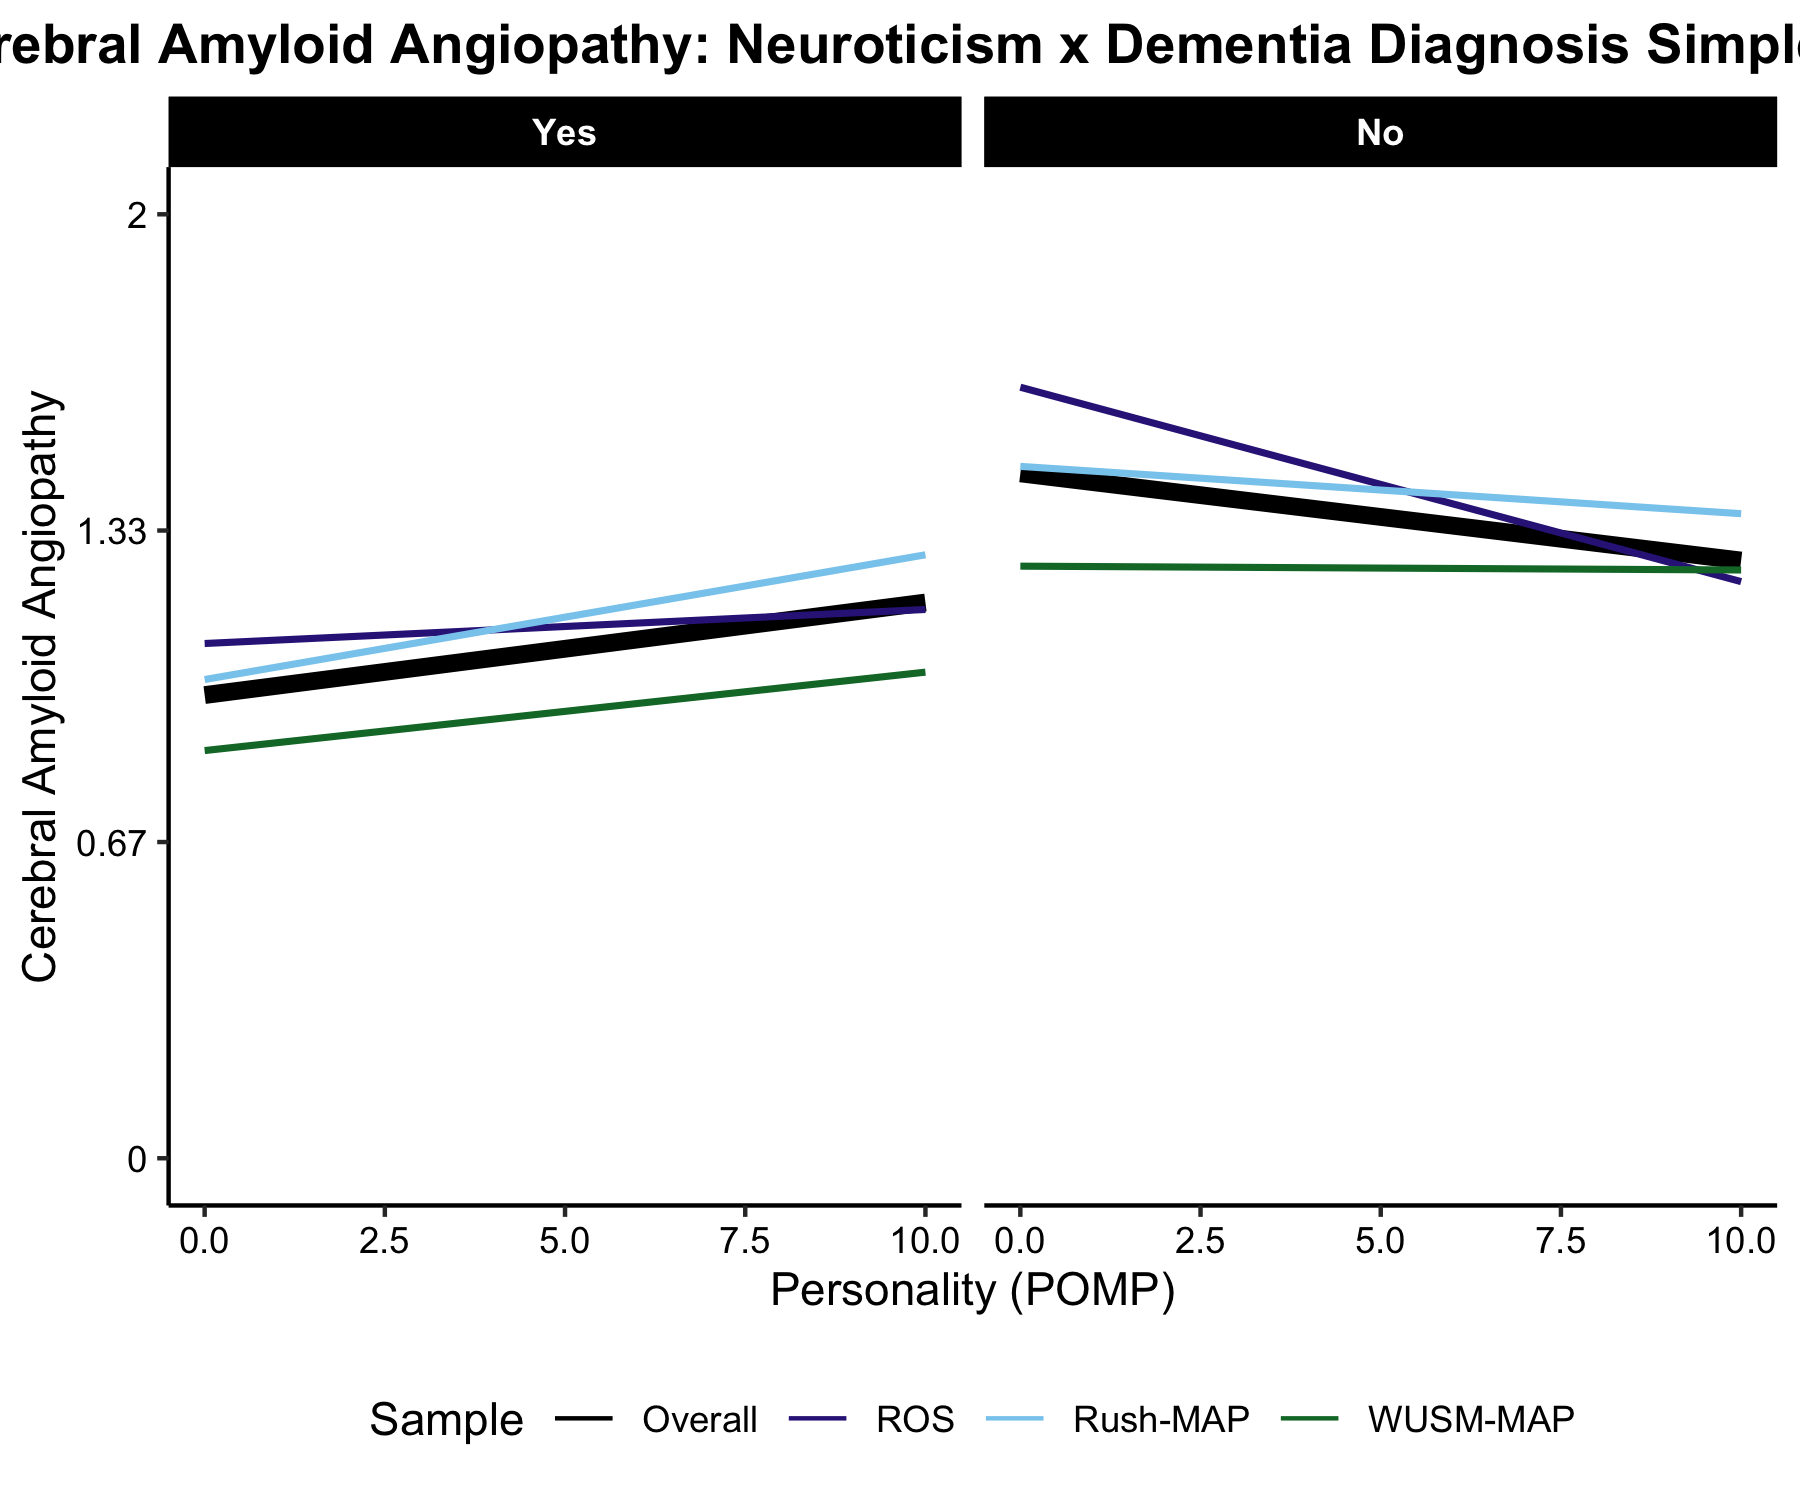 rebral Amyloid Angiopathy: Neuroticism x Dementia Diagnosis Simpl
Yes
No
Cerebral Amyloid Angiopathy
2
1.33
0.67
0
0.0 2.5 5.0 7.5 10.0 0.0 2.5 5.0 7.5 10.0
Personality (POMP)
Sample Overall ROS Rush-MAP WUSM-MAP